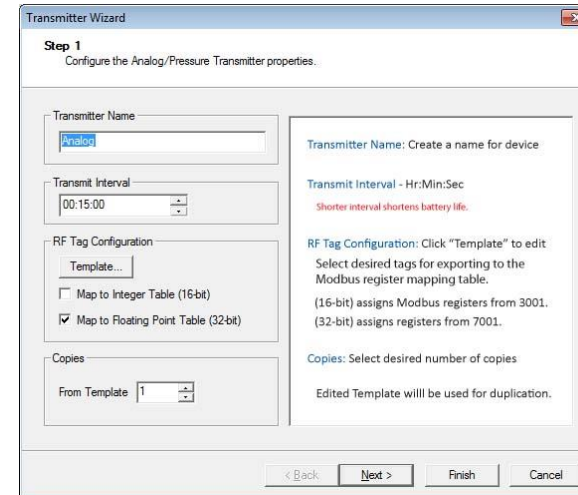 Transmitter Wizard
Step 1
Configure the Analog/Pressure Transmitter properties.
Transmitter Name
Analog
Transmit Interval
00:15:00
RF Tag Configuration
Template...
Map to Integer Table (16-bit)
Map to Floating Point Table (32-bit)
Copies
From Template 1
Transmitter Name: Create a name for device
Transmit Interval - Hr:Min:Sec
Shorter interval shortens battery life.
RF Tag Configuration: Click "Template" to edit
Select desired tags for exporting to the
Modbus register mapping table.
(16-bit) assigns Modbus registers from 3001.
(32-bit) assigns registers from 7001.
Copies: Select desired number of copies
Edited Template willl be used for duplication.
< Back Next > Finish Cancel